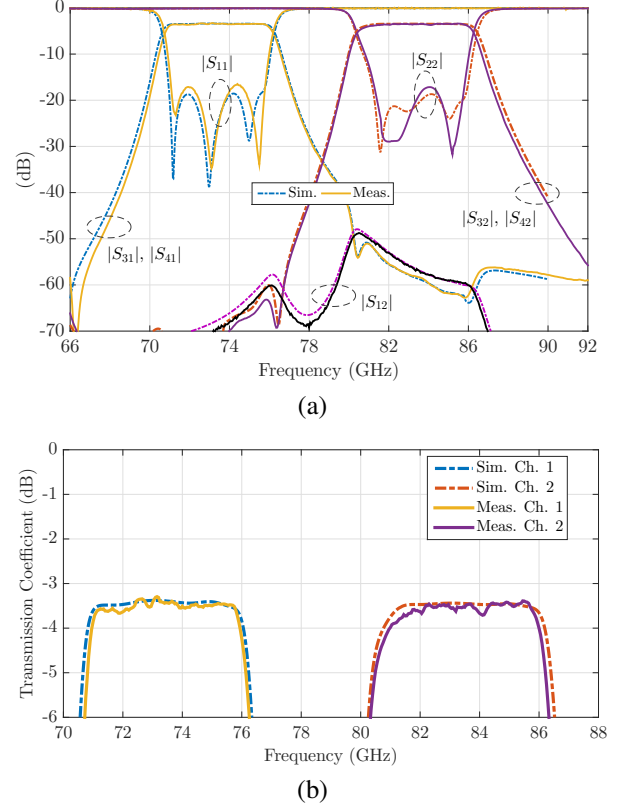 0
-10
-20
-30
-40
-50
-60
-70
(dB)
|S11|
|S22|
Sim. Meas.
|S31|, |S41|
|S32|, |S42|
|S12|
66 70 74 78 82 86 90 92
Frequency (GHz)
(a)
0
-1
-2
-3
-4
-5
-6
Transmission Coefficient (dB)
Sim. Ch. 1
Sim. Ch. 2
Meas. Ch. 1
Meas. Ch. 2
70 72 74 76 78 80 82 84 86 88
Frequency (GHz)
(b)